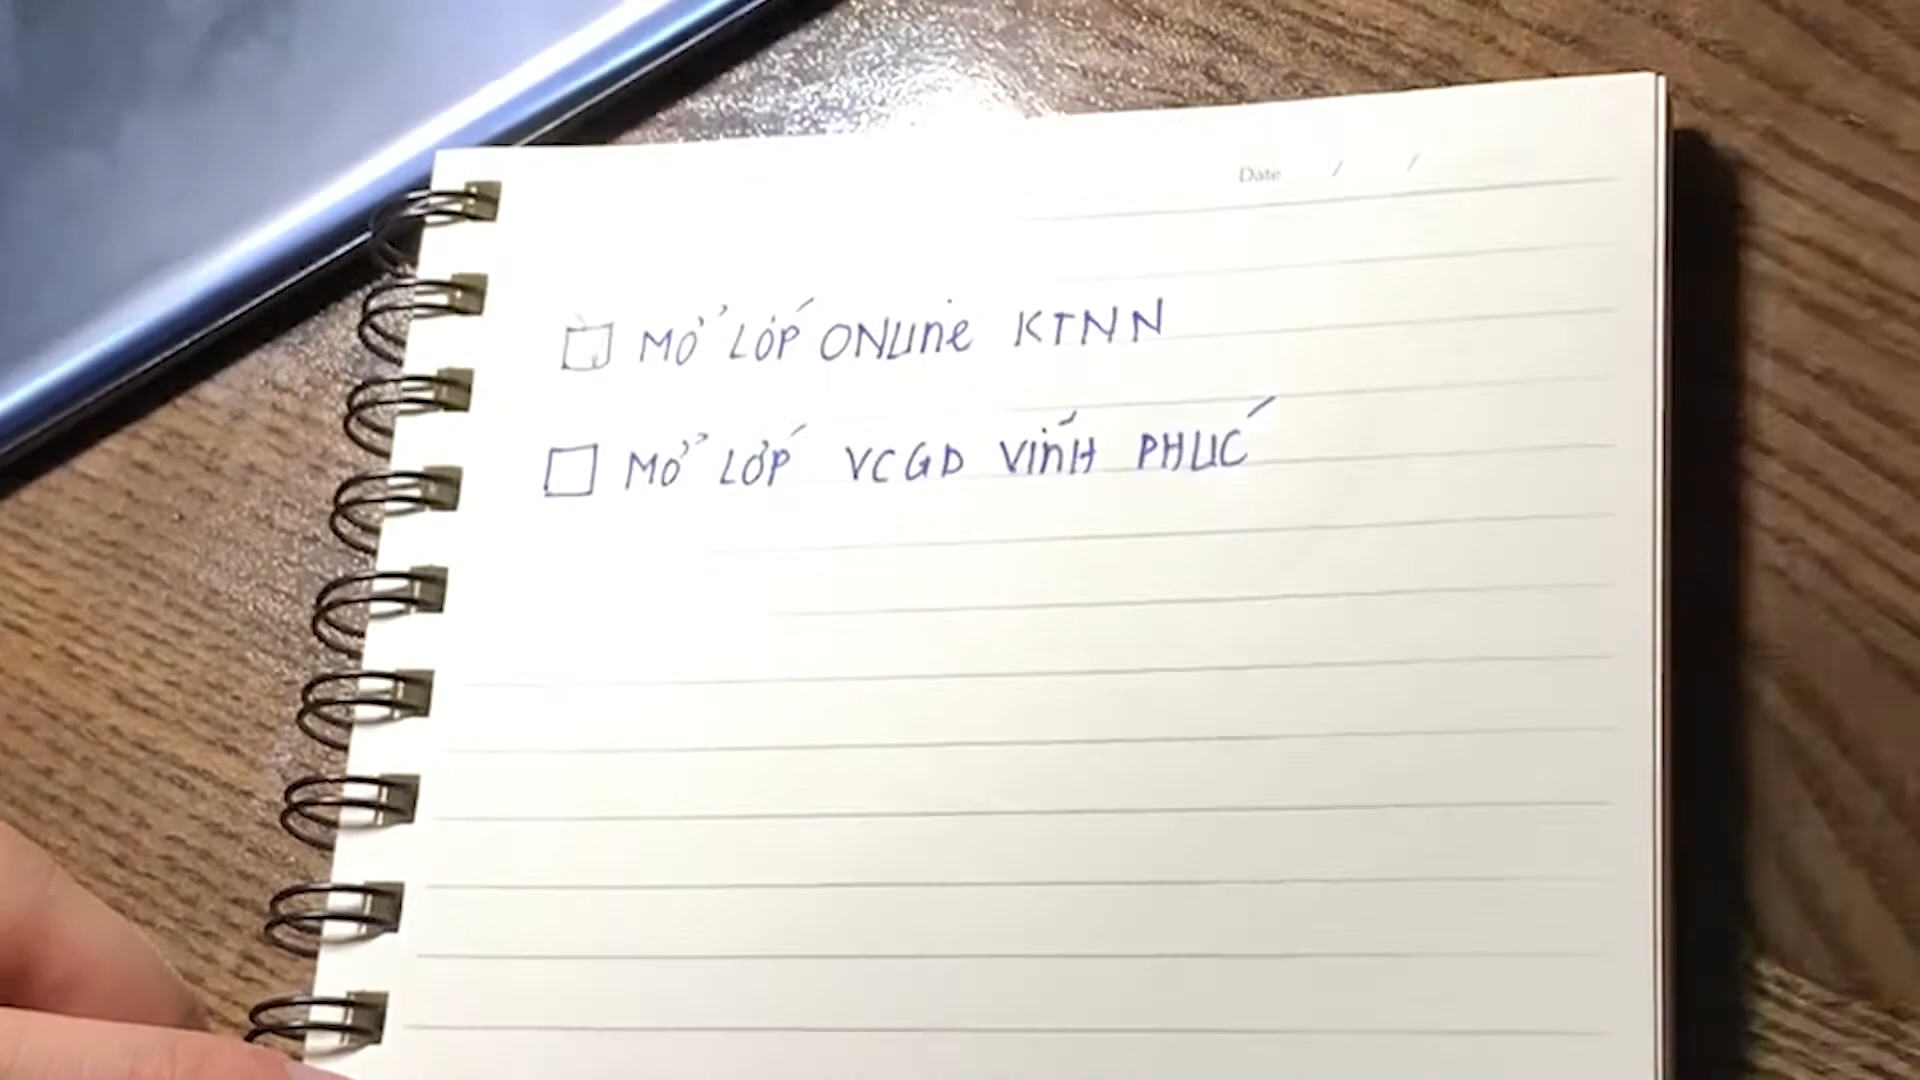 Date / /
MỞ LỚP ONLINE KTNN
MỞ LỚP VCGD VĨNH PHÚC